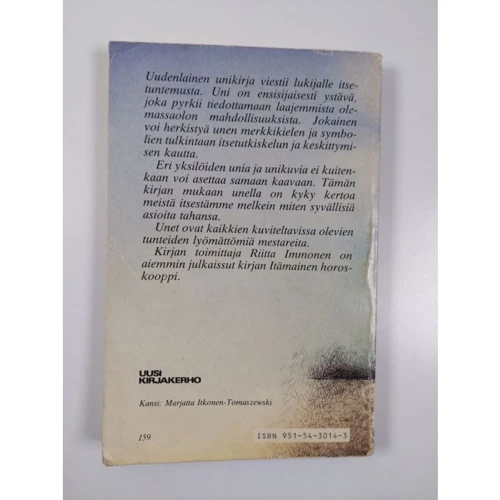 Uudenlainen unikirja viestii lukijalle itse-
tuntemusta. Uni on ensisijaisesti ystävä,
joka pyrkii tiedottamaan laajemmista ole-
massaolon mahdollisuuksista. Jokainen
voi herkistyä unen merkkikielen ja symbo-
lien tulkintaan itsetutkiskelun ja keskittymi-
sen kautta.
Eri yksilöiden unia ja unikuvia ei kuiten-
kaan voi asettaa samaan kaavaan. Tämän
kirjan mukaan unella on kyky kertoa
meistä itsestämme melkein miten syvällisiä
asioita tahansa.
Unet ovat kaikkien kuviteltavissa olevien
tunteiden lyömättömiä mestareita.
Kirjan toimittaja Riitta Immonen on
aiemmin julkaissut kirjan Itämainen horos-
kooppi.
UUSI
KIRJAKERHO
Kansi: Marjatta Itkonen-Tomaszewski
159
ISBN 951-54-3014-3